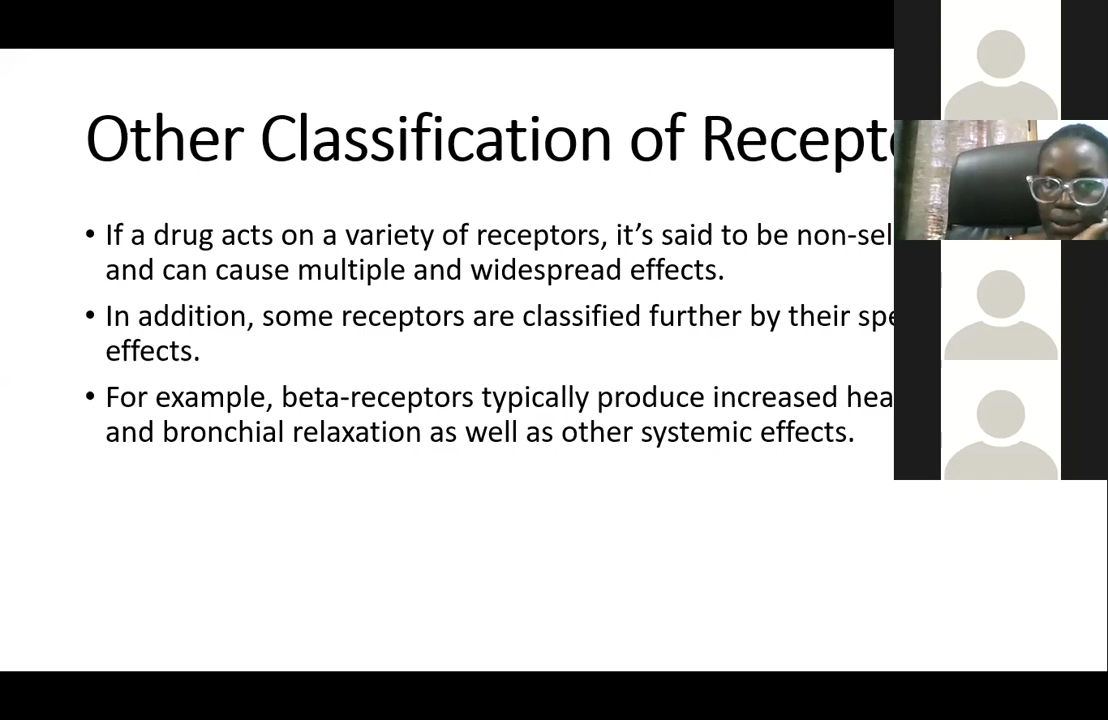 Other Classification of Recept
• If a drug acts on a variety of receptors, it’s said to be non-sel
and can cause multiple and widespread effects.
• In addition, some receptors are classified further by their spe
effects.
• For example, beta-receptors typically produce increased hea
and bronchial relaxation as well as other systemic effects.